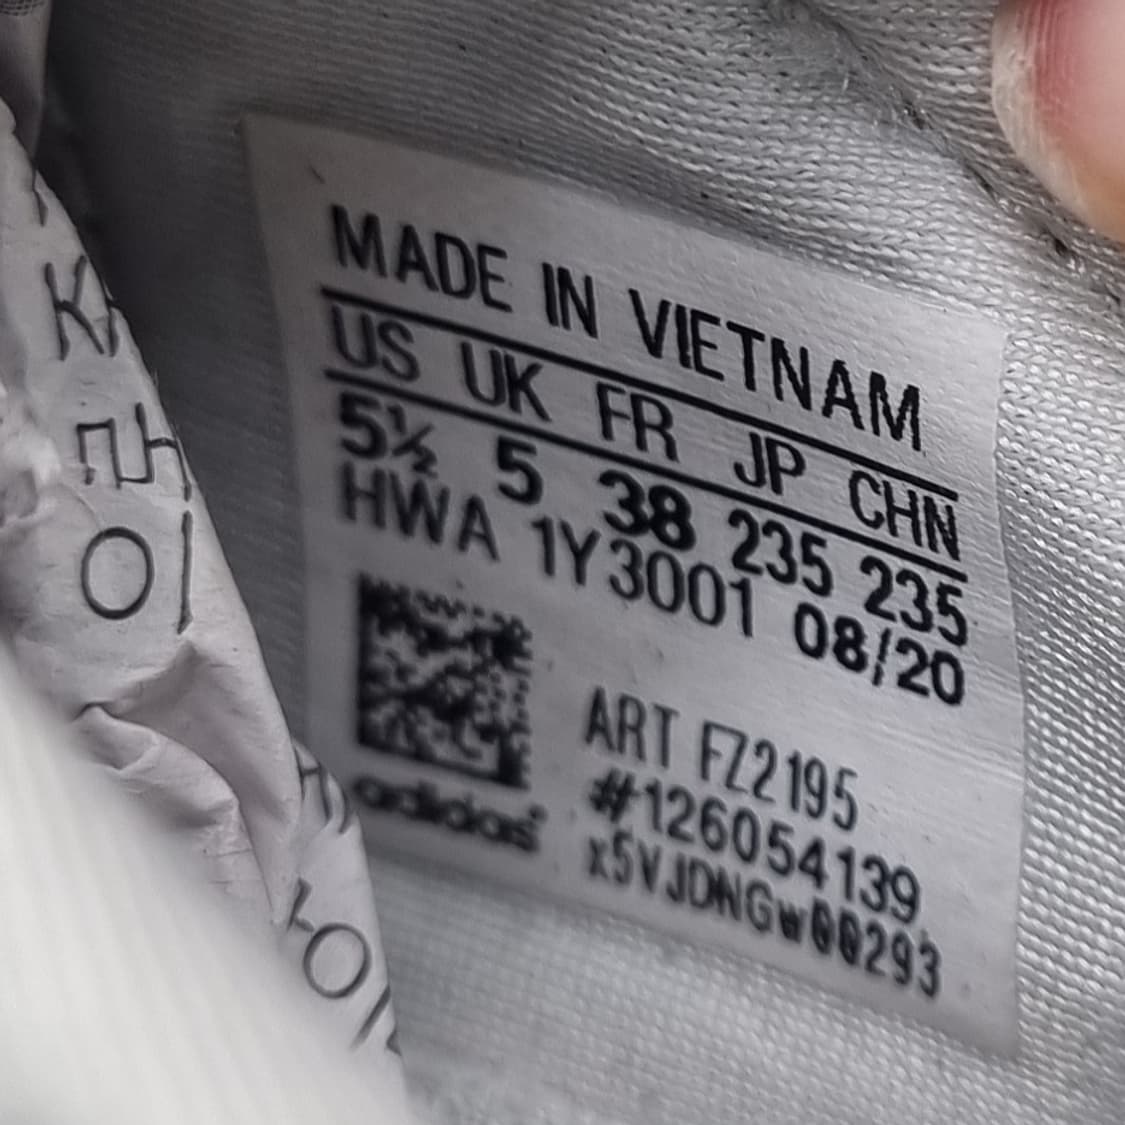 MADE IN VIETNAM
US UK FR JP CHN
5½ 5 38 235 235
HWA 1Y3001 08/20
ART FZ2195
#126054139
x5VJDNGw00293
adidas